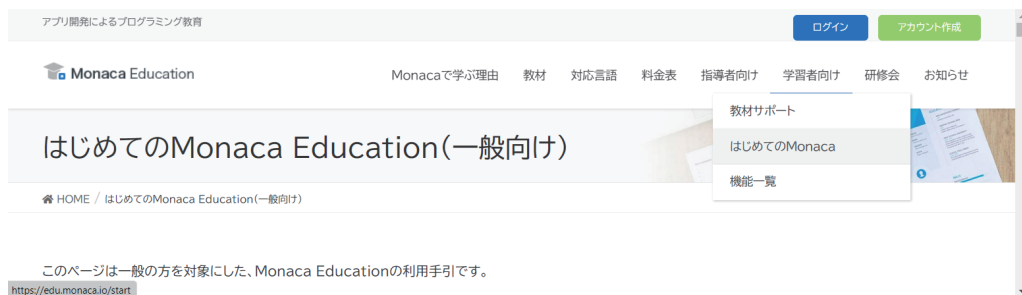 アプリ開発によるプログラミング教育
ログイン
アカウント作成
Monaca Education
Monacaで学ぶ理由 教材 対応言語 料金表 指導者向け 学習者向け 研修会 お知らせ
教材サポート
はじめてのMonaca
機能一覧
はじめてのMonaca Education(一般向け)
HOME / はじめてのMonaca Education(一般向け)
このページは一般の方を対象にした、Monaca Educationの利用手引です。
https://edu.monaca.io/start